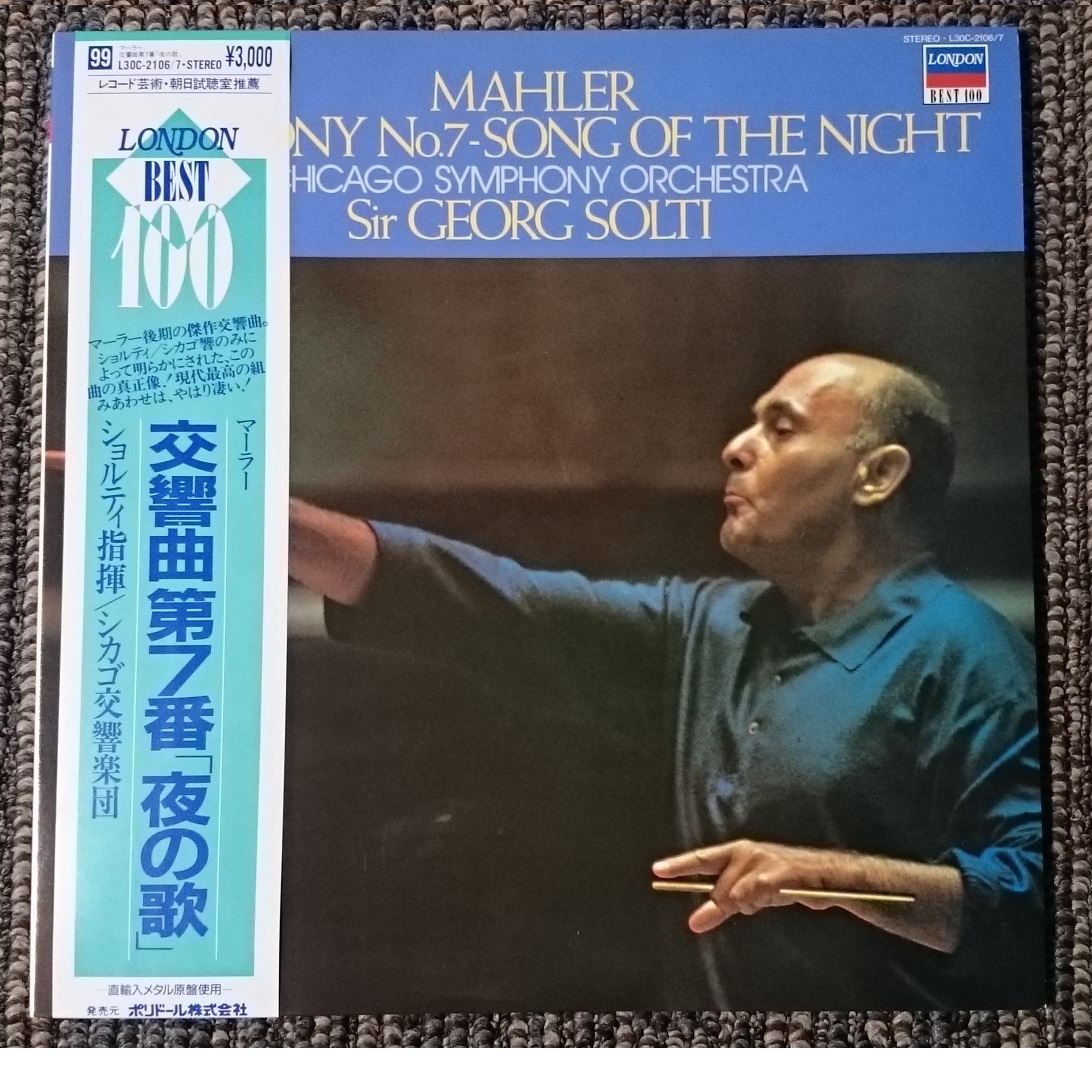 99
マーラー
交響曲第7番「夜の歌」
L30C-2106/7・STEREO ¥3,000
レコード芸術・朝日試聴室推薦
LONDON
BEST
100
マーラー後期の傑作交響曲。
ショルティ/シカゴ響のみに
よって明らかにされた、この
曲の真正像!現代最高の組
みあわせは、やはり凄い!
マーラー
交響曲第7番「夜の歌」
ショルティ指揮/シカゴ交響楽団
直輸入メタル原盤使用
発売元 ポリドール株式会社
STEREO・L30C-2106/7
LONDON
BEST 100
MAHLER
ONY No.7-SONG OF THE NIGHT
CHICAGO SYMPHONY ORCHESTRA
Sir GEORG SOLTI